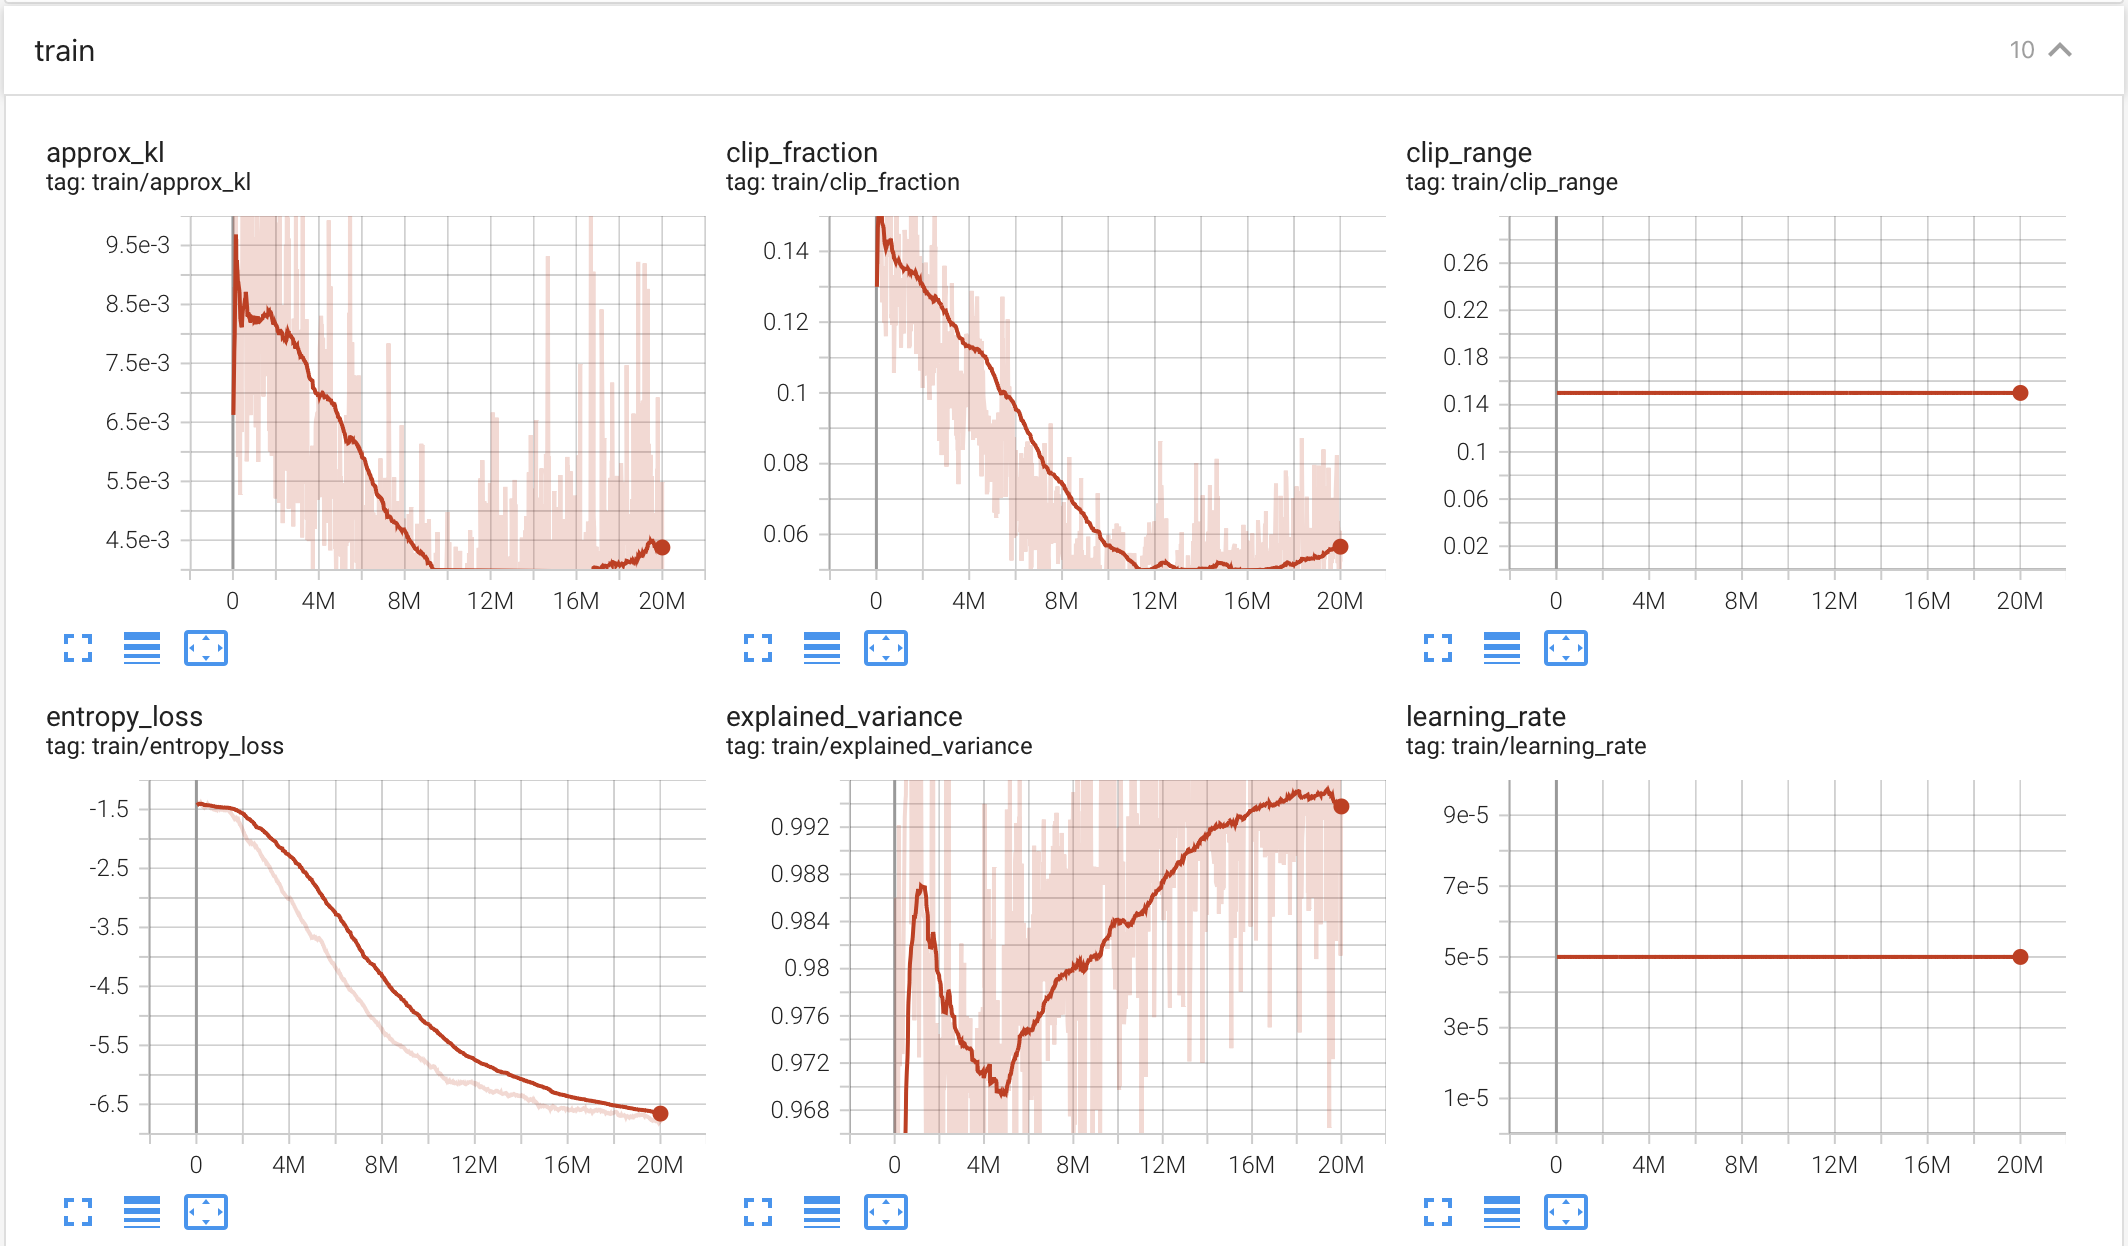 train
10
approx_kl
tag: train/approx_kl
9.5e-3
8.5e-3
7.5e-3
6.5e-3
5.5e-3
4.5e-3
0 4M 8M 12M 16M 20M
clip_fraction
tag: train/clip_fraction
0.14
0.12
0.1
0.08
0.06
0 4M 8M 12M 16M 20M
clip_range
tag: train/clip_range
0.26
0.22
0.18
0.14
0.1
0.06
0.02
0 4M 8M 12M 16M 20M
entropy_loss
tag: train/entropy_loss
-1.5
-2.5
-3.5
-4.5
-5.5
-6.5
0 4M 8M 12M 16M 20M
explained_variance
tag: train/explained_variance
0.992
0.988
0.984
0.98
0.976
0.972
0.968
0 4M 8M 12M 16M 20M
learning_rate
tag: train/learning_rate
9e-5
7e-5
5e-5
3e-5
1e-5
0 4M 8M 12M 16M 20M